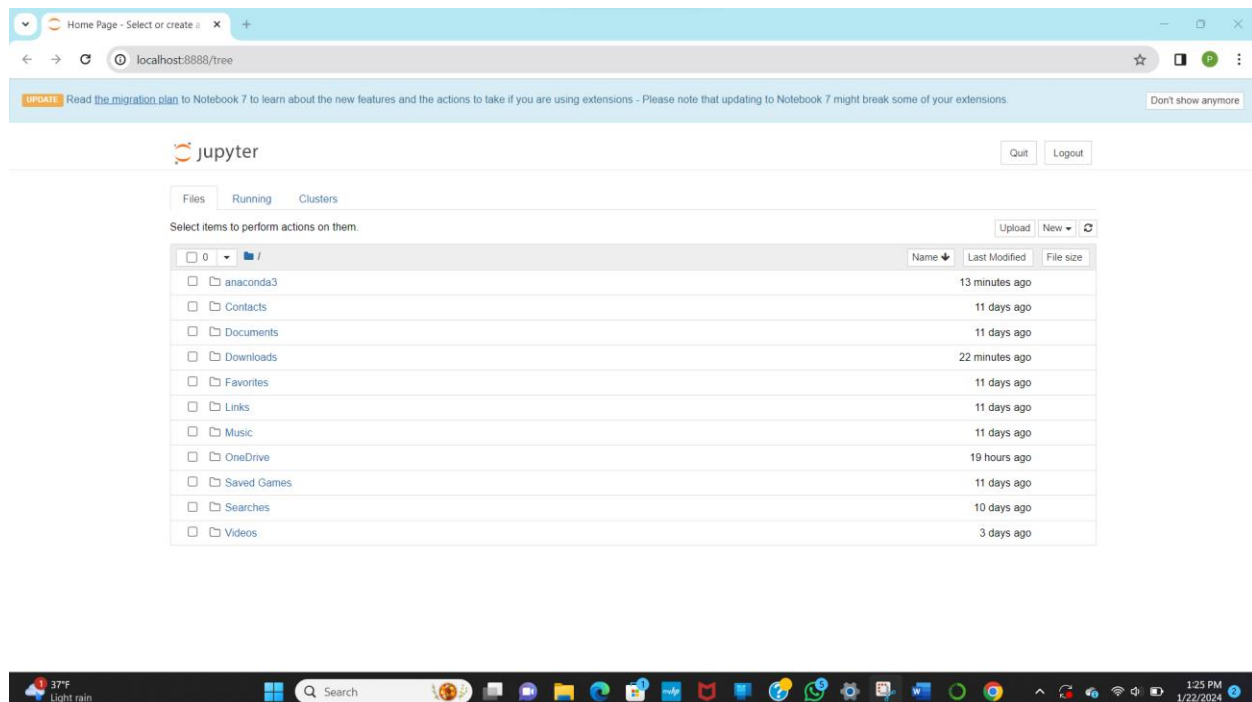 Home Page - Select or create a
localhost:8888/tree
UPDATE Read the migration plan to Notebook 7 to learn about the new features and the actions to take if you are using extensions - Please note that updating to Notebook 7 might break some of your extensions. Don't show anymore
jupyter Quit Logout
Files Running Clusters
Select items to perform actions on them. Upload New
0 / Name Last Modified File size
anaconda3 13 minutes ago
Contacts 11 days ago
Documents 11 days ago
Downloads 22 minutes ago
Favorites 11 days ago
Links 11 days ago
Music 11 days ago
OneDrive 19 hours ago
Saved Games 11 days ago
Searches 10 days ago
Videos 3 days ago
1 37°F Search 1 5 1:25 PM
Light rain 1/22/2024 2